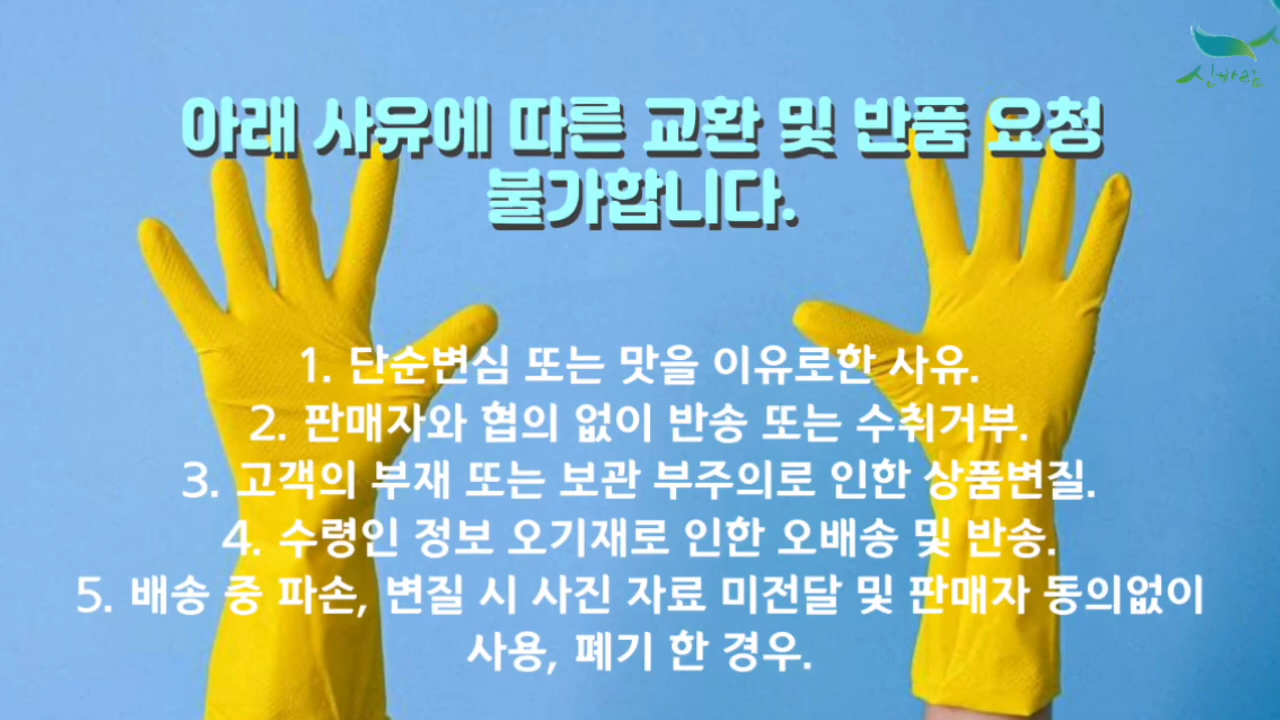 신바람
아래 사유에 따른 교환 및 반품 요청
불가합니다.
1. 단순변심 또는 맛을 이유로한 사유.
2. 판매자와 협의 없이 반송 또는 수취거부.
3. 고객의 부재 또는 보관 부주의로 인한 상품변질.
4. 수령인 정보 오기재로 인한 오배송 및 반송.
5. 배송 중 파손, 변질 시 사진 자료 미전달 및 판매자 동의없이
사용, 폐기 한 경우.